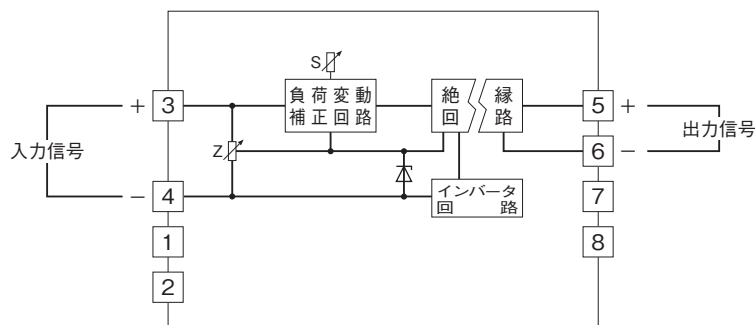 S
+ 3
負荷変動
補正回路
絶縁
回路
5 +
入力信号
Z
6 −
出力信号
− 4
インバータ
回路
7
1
8
2